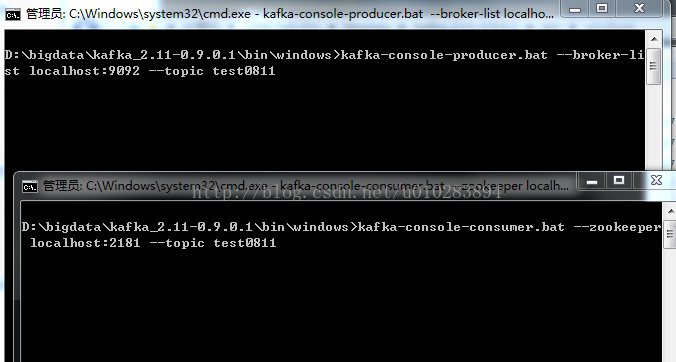 管理员: C:\Windows\system32\cmd.exe - kafka-console-producer.bat --broker-list localho...
D:\bigdata\kafka_2.11-0.9.0.1\bin\windows>kafka-console-producer.bat --broker-li
st localhost:9092 --topic test0811
管理员: C:\Windows\system32\cmd.exe - kafka-console-consumer.bat --zookeeper localh...
http://blog.csdn.net/u010283894
D:\bigdata\kafka_2.11-0.9.0.1\bin\windows>kafka-console-consumer.bat --zookeeper
localhost:2181 --topic test0811